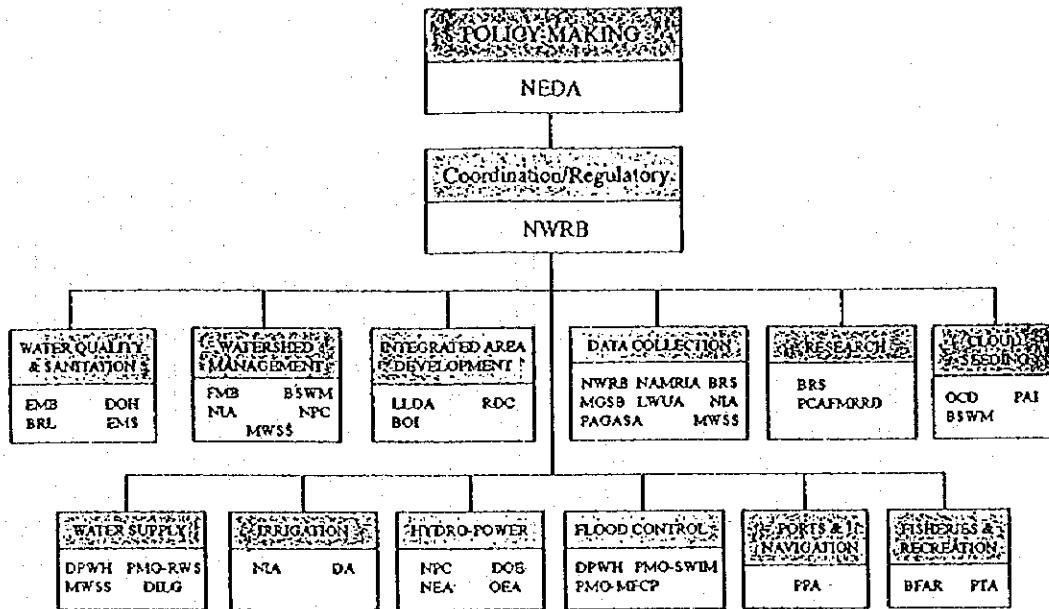 POLICY-MAKING
NEDA
Coordination/Regulatory
NWRB
WATER QUALITY & SANITATION
EMB DOH
BRL EMS
WATERSHED MANAGEMENT
FMB BSWM
NIA NPC
MWSS
INTEGRATED AREA DEVELOPMENT
LLDA RDC
BOI
DATA COLLECTION
NWRB NAMRIA BRS
MGSB LWUA NIA
PAGASA MWSS
RESEARCH
BRS
PCAFMRRD
CLOUD SEEDING
OCD PAI
BSWM
WATER SUPPLY
DPWH PMO-RWS
MWSS DILG
IRRIGATION
NIA DA
HYDRO-POWER
NPC DOE
NEA OEA
FLOOD CONTROL
DPWH PMO-SWIM
PMO-MFCP
PORTS & NAVIGATION
PPA
FISHERIES & RECREATION
BFAR PTA